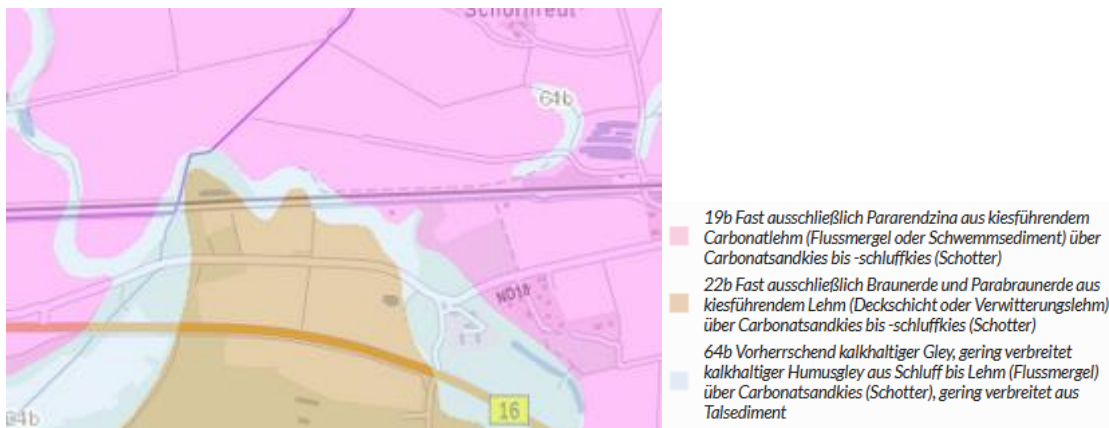 Schornreut
64b
ND18
16
64b
19b Fast ausschließlich Pararendzina aus kiesführendem
Carbonatlehm (Flussmergel oder Schwemmsediment) über
Carbonatsandkies bis -schluffkies (Schotter)
22b Fast ausschließlich Braunerde und Parabraunerde aus
kiesführendem Lehm (Deckschicht oder Verwitterungslehm)
über Carbonatsandkies bis -schluffkies (Schotter)
64b Vorherrschend kalkhaltiger Gley, gering verbreitet
kalkhaltiger Humusgley aus Schluff bis Lehm (Flussmergel)
über Carbonatsandkies (Schotter), gering verbreitet aus
Talsediment